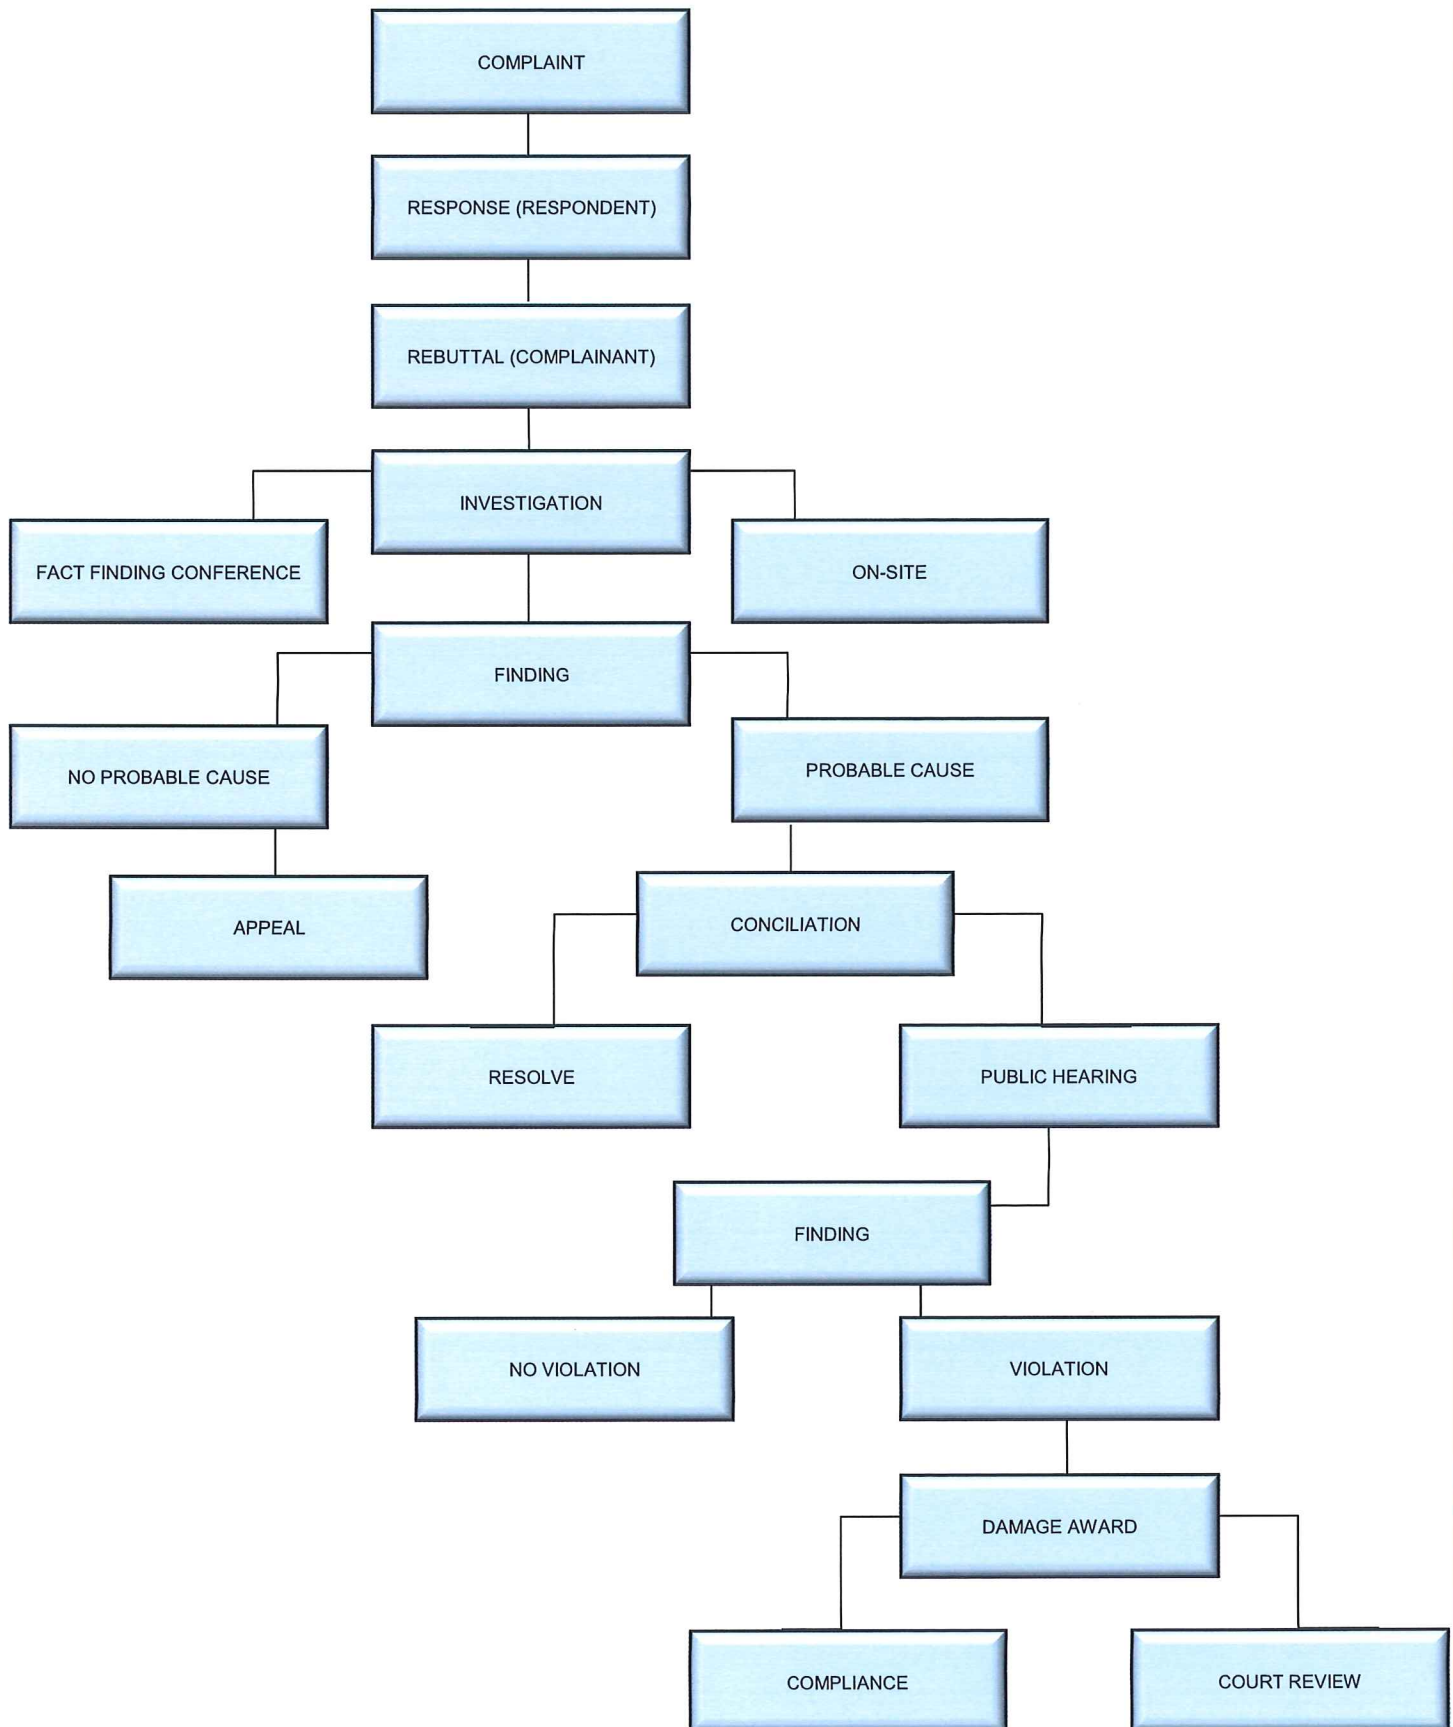 COMPLAINT
RESPONSE (RESPONDENT)
REBUTTAL (COMPLAINANT)
INVESTIGATION
FACT FINDING CONFERENCE
ON-SITE
FINDING
NO PROBABLE CAUSE
PROBABLE CAUSE
APPEAL
CONCILIATION
RESOLVE
PUBLIC HEARING
FINDING
NO VIOLATION
VIOLATION
DAMAGE AWARD
COMPLIANCE
COURT REVIEW